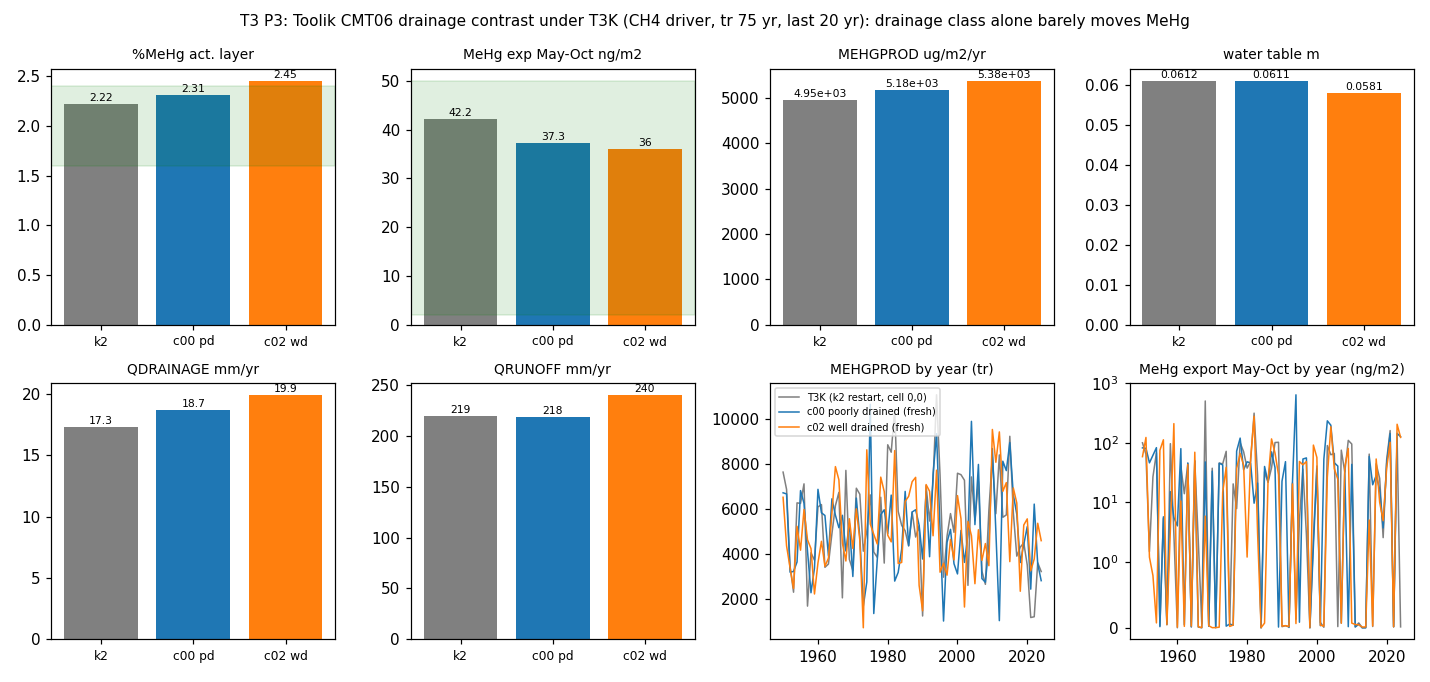 T3 P3: Toolik CMT06 drainage contrast under T3K (CH4 driver, tr 75 yr, last 20 yr): drainage class alone barely moves MeHg
%MeHg act. layer
2.5
2.0
1.5
1.0
0.5
0.0
2.22
2.31
2.45
k2
c00 pd
c02 wd
MeHg exp May-Oct ng/m2
50
40
30
20
10
0
42.2
37.3
36
k2
c00 pd
c02 wd
MEHGPROD ug/m2/yr
5000
4000
3000
2000
1000
0
4.95e+03
5.18e+03
5.38e+03
k2
c00 pd
c02 wd
water table m
0.06
0.05
0.04
0.03
0.02
0.01
0.00
0.0612
0.0611
0.0581
k2
c00 pd
c02 wd
QDRAINAGE mm/yr
20
15
10
5
0
17.3
18.7
19.9
k2
c00 pd
c02 wd
QRUNOFF mm/yr
250
200
150
100
50
0
219
218
240
k2
c00 pd
c02 wd
MEHGPROD by year (tr)
10000
8000
6000
4000
2000
T3K (k2 restart, cell 0,0)
c00 poorly drained (fresh)
c02 well drained (fresh)
1960
1980
2000
2020
MeHg export May-Oct by year (ng/m2)
10³
10²
10¹
10⁰
0
1960
1980
2000
2020